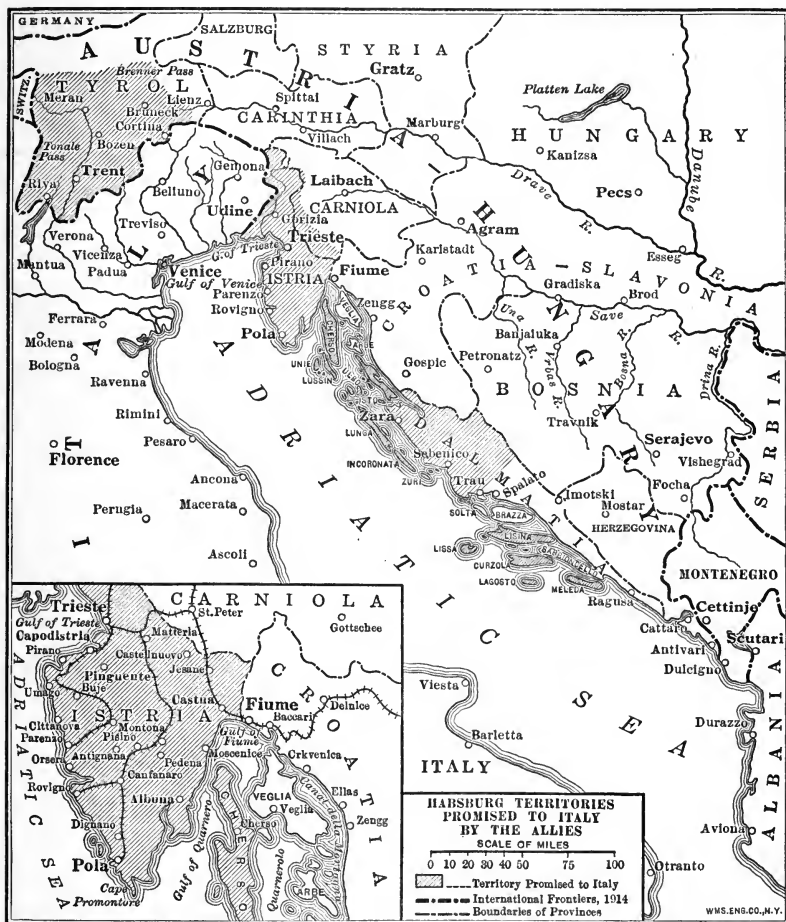 GERMANY
SALZBURG
AUSTRIA-HUNGARY
STYRIA
Gratz
Brenner Pass
SWITZ.
TYROL
Meran
Lienz
Bruneck
Cortina
Spittal
CARINTHIA
Villach
Marburg
Platten Lake
HUNGARY
Kanizsa
Danube
Tonale Pass
Bozen
Trent
Riva
Gemona
Belluno
Udine
Laibach
CARNIOLA
Drave R.
Pecs
Treviso
Gorizia
Agram
Verona
Vicenza
Padua
G. of Trieste
Trieste
Karlstadt
Esseg
Mantua
Venice
Gulf of Venice
Pirano
ISTRIA
Fiume
CROATIA-SLAVONIA
Parenzo
Rovigno
Gradiska
Brod
Zengg
Save R.
Ferrara
Modena
Bologna
Pola
VEGLIA
CHERSO
ARBE
Una R.
Banjaluka
Petronatz
Vrbas R.
Bosna R.
Drina R.
Ravenna
UNIE
LUSSIN
Gospic
BOSNIA
SERBIA
Rimini
ITALY
Zara
Travnik
Florence
Pesaro
LUNGA
DALMATIA
Serajevo
Sebenico
Vishegrad
INCORONATA
Ancona
ZURI
Trau
Spalato
Imotski
Focha
Perugia
Macerata
SOLTA
BRAZZA
Mostar
HERZEGOVINA
LISSA
LISINA
Ascoli
CURZOLA
SABBIONCELLA
LAGOSTO
MELEDA
MONTENEGRO
Ragusa
Cattaro
Cettinje
Antivari
Scutari
Dulcigno
ADRIATIC SEA
Viesta
Durazzo
Barletta
ITALY
ALBANIA
Avlona
Otranto
CARNIOLA
Trieste
St.Peter
Gulf of Trieste
Gottschee
Capodistria
Matteria
Pirano
Castelnuovo
Jesane
Pinguente
Umago
Buje
Castua
Fiume
Delnice
CROATIA
ISTRIA
Baccari
Cittanova
Montona
Gulf of Fiume
Parenzo
Pisino
Moscenice
Orsera
Antignana
Pedena
Crkvenica
Canfanaro
Rovigno
Albona
VEGLIA
Veglia
Ellas
Cherso
Zengg
Dignano
CHERSO
Gulf of Quarnero
Quarnerolo
Canal della Morlacca
Pola
ARBE
Cape Promontore
ADRIATIC SEA
HABSBURG TERRITORIES
PROMISED TO ITALY
BY THE ALLIES
SCALE OF MILES
0 5 10 20 30 50 75 100
Territory Promised to Italy
International Frontiers, 1914
Boundaries of Provinces
WMS.ENG.CO.,N.Y.